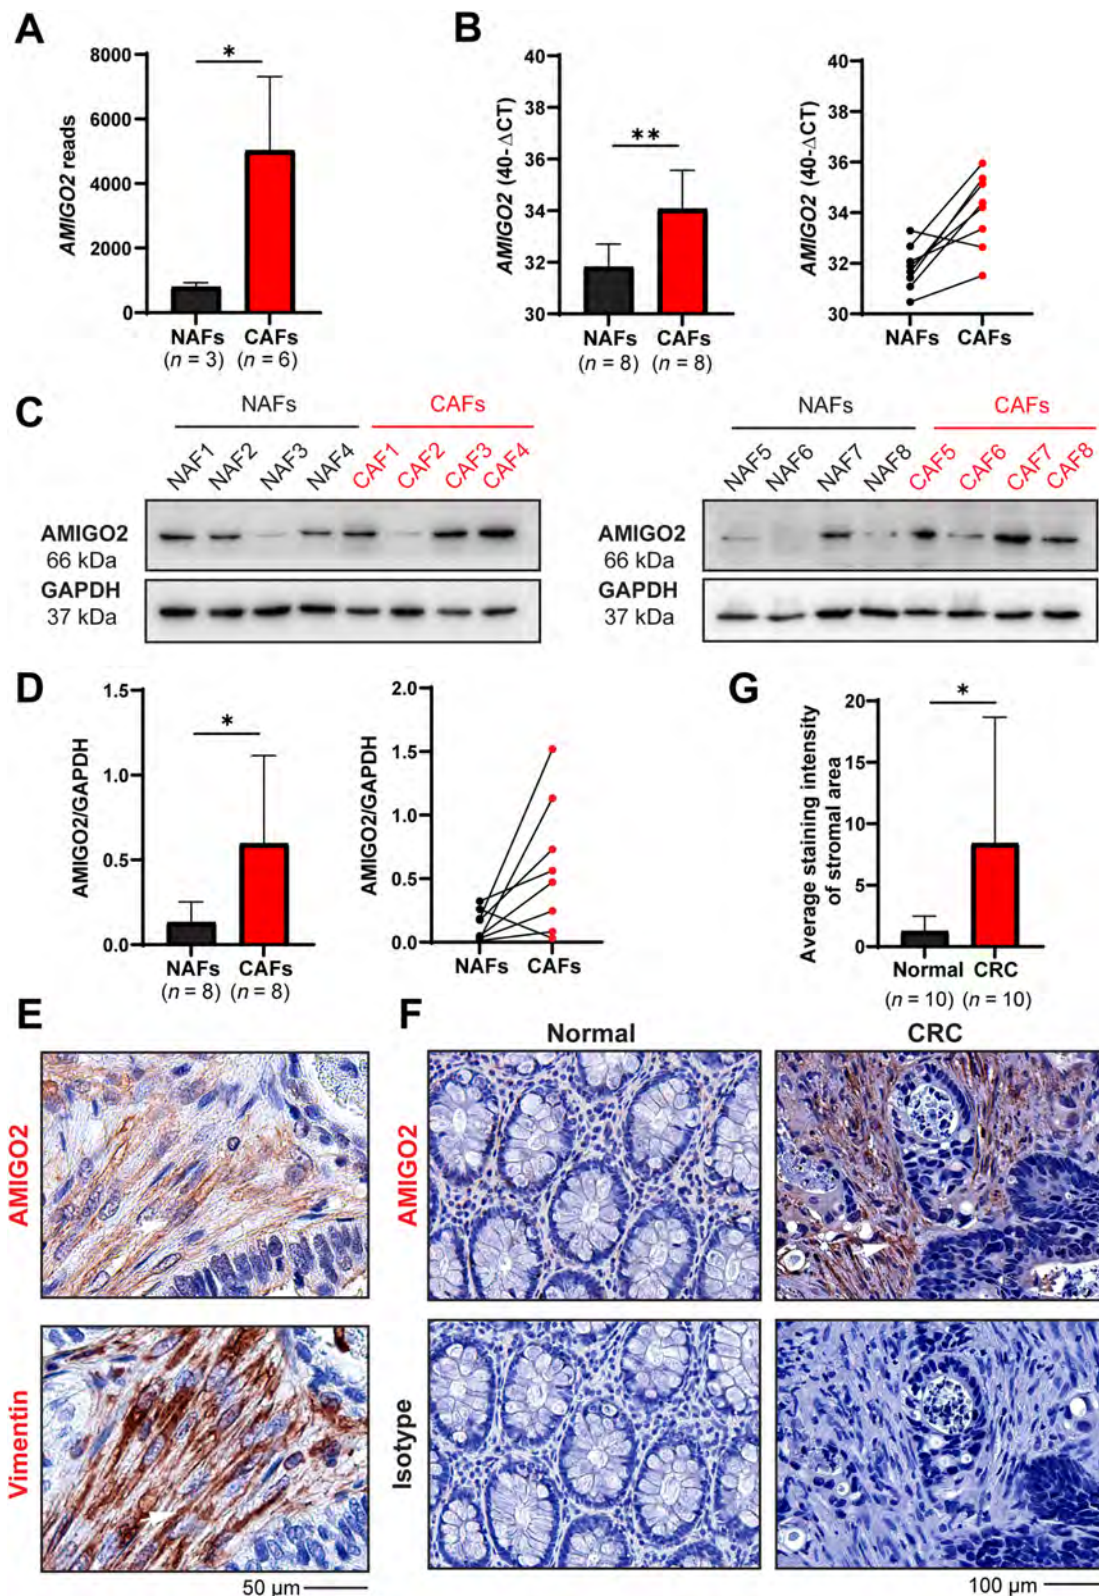 A
AMIGO2 reads
8000
6000
4000
2000
0
*
NAFs
(n = 3)
CAFs
(n = 6)
B
AMIGO2 (40-ΔCT)
40
38
36
34
32
30
**
NAFs
(n = 8)
CAFs
(n = 8)
AMIGO2 (40-ΔCT)
40
38
36
34
32
30
NAFs CAFs
C
NAFs CAFs
NAF1 NAF2 NAF3 NAF4 CAF1 CAF2 CAF3 CAF4
AMIGO2
66 kDa
GAPDH
37 kDa
NAFs CAFs
NAF5 NAF6 NAF7 NAF8 CAF5 CAF6 CAF7 CAF8
AMIGO2
66 kDa
GAPDH
37 kDa
D
AMIGO2/GAPDH
1.5
1.0
0.5
0.0
*
NAFs
(n = 8)
CAFs
(n = 8)
AMIGO2/GAPDH
2.0
1.5
1.0
0.5
0.0
NAFs CAFs
G
Average staining intensity
of stromal area
20
15
10
5
0
*
Normal
(n = 10)
CRC
(n = 10)
E
AMIGO2
Vimentin
50 µm
F
Normal CRC
AMIGO2
Isotype
100 µm